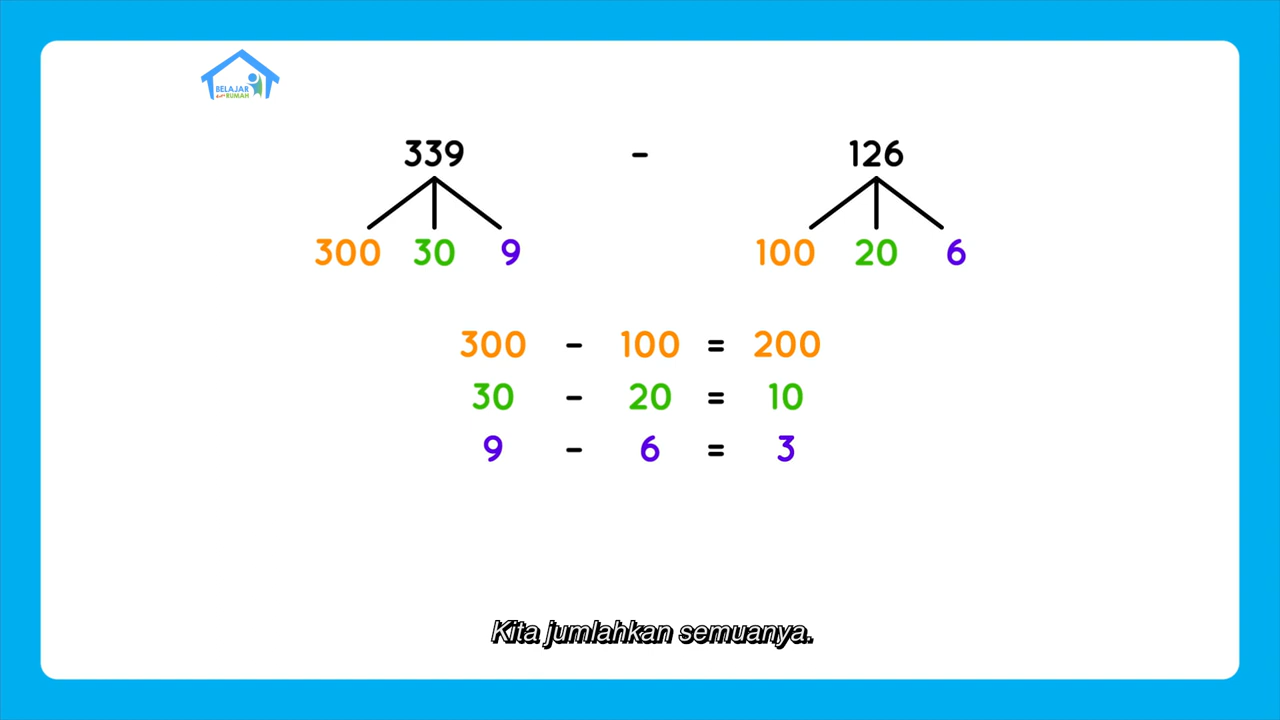 BELAJAR
dari RUMAH
339 - 126
300 30 9 100 20 6
300 - 100 = 200
30 - 20 = 10
9 - 6 = 3
Kita jumlahkan semuanya.